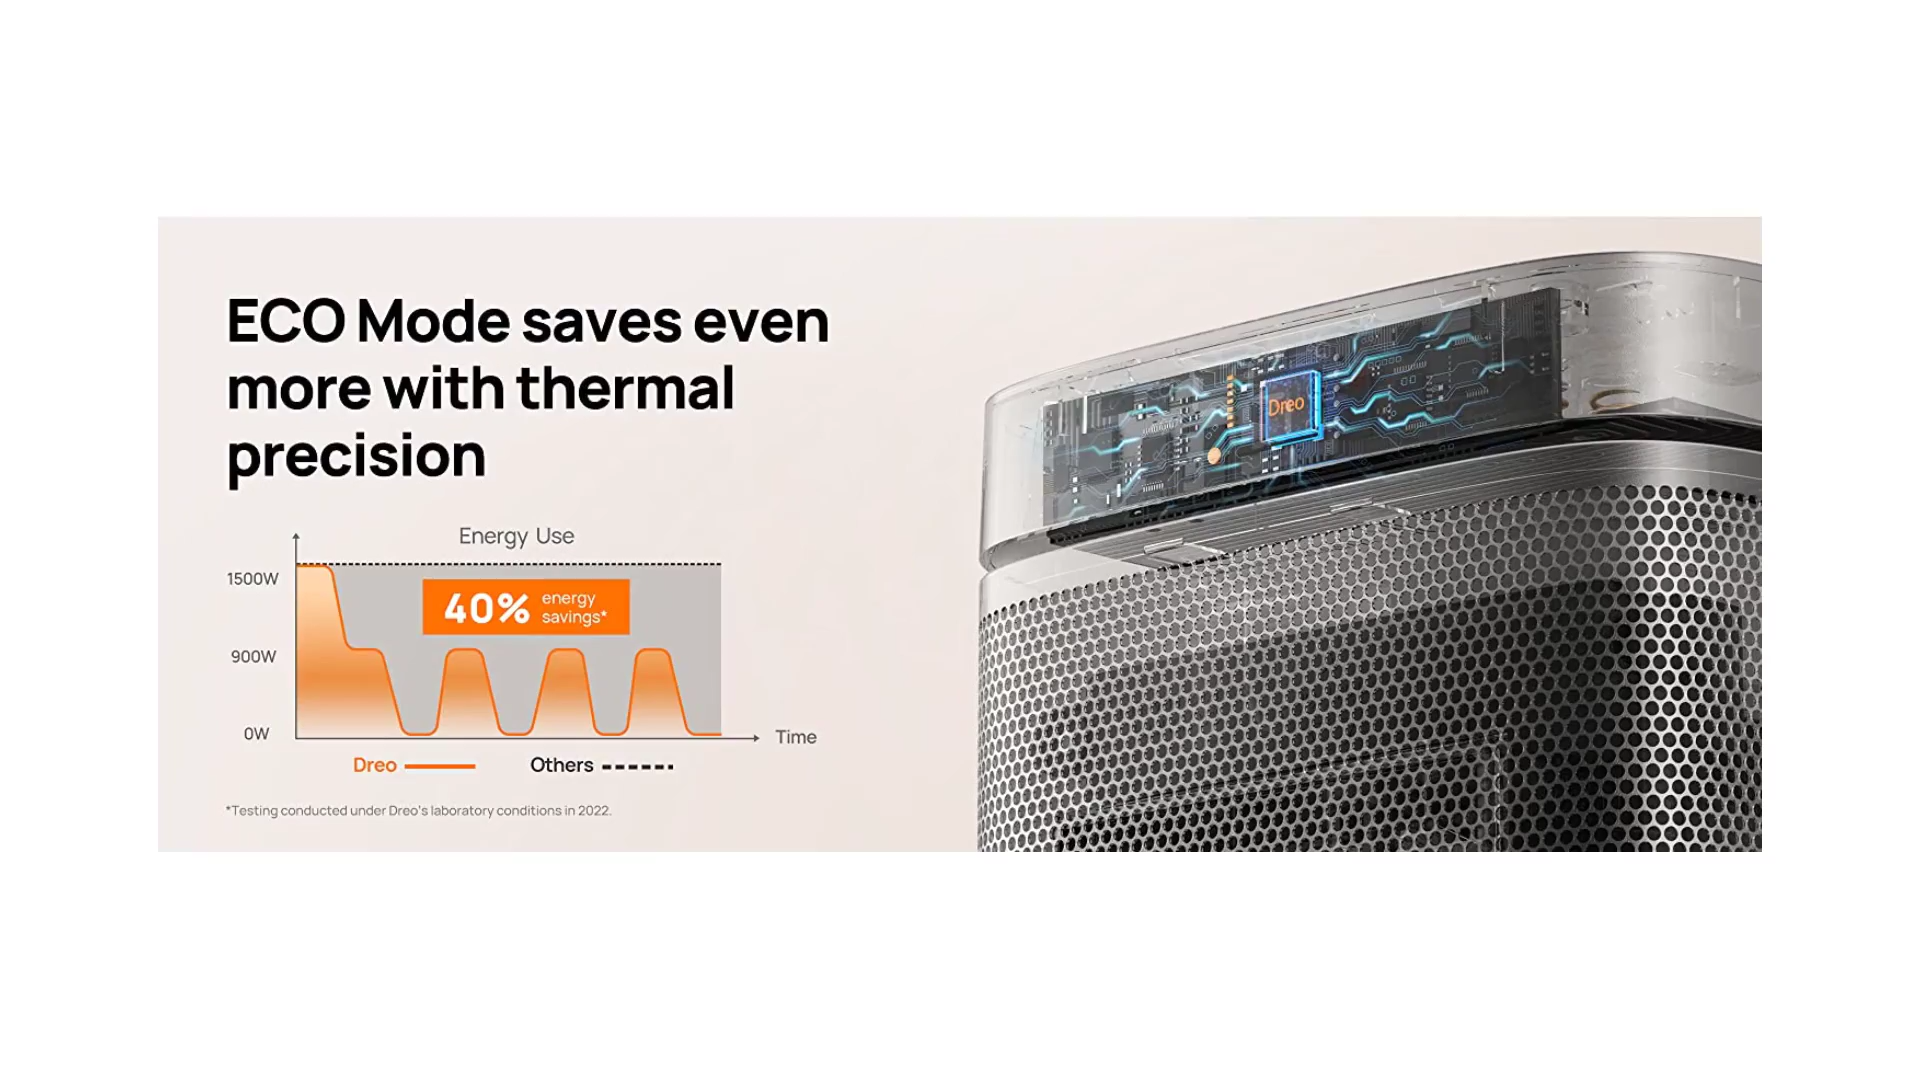 ECO Mode saves even
more with thermal
precision
Energy Use
1500W
40% energy
savings*
900W
0W
Time
Dreo
Others
*Testing conducted under Dreo's laboratory conditions in 2022.
Dreo